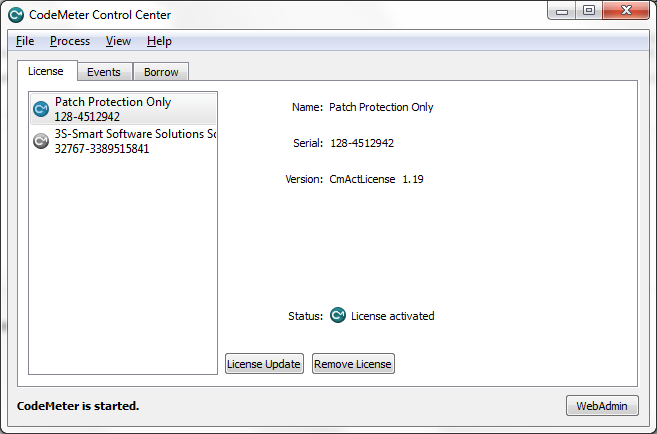 CodeMeter Control Center
File Process View Help
License Events Borrow
Patch Protection Only
128-4512942
3S-Smart Software Solutions Sc
32767-3389515841
Name: Patch Protection Only
Serial: 128-4512942
Version: CmActLicense 1.19
Status: License activated
License Update Remove License
CodeMeter is started.
WebAdmin